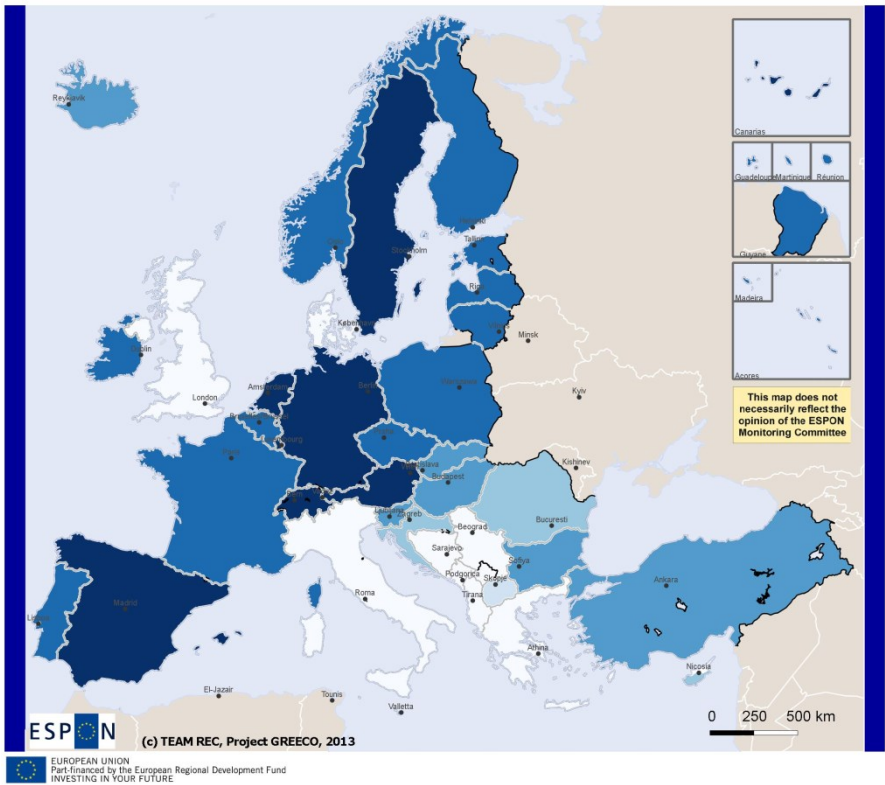 Reykjavik
Canarias
Guadeloupe
Martinique
Réunion
Guyane
Madeira
Acores
This map does not
necessarily reflect the
opinion of the ESPON
Monitoring Committee
Stockholm
Tallinn
Riga
Minsk
København
Dublin
London
Amsterdam
Berlin
Kyiv
Paris
Kishinev
Bratislava
Budapest
Zagreb
Beograd
Bucuresti
Sarajevo
Sofiya
Podgorica
Skopje
Tirana
Roma
Ankara
Madrid
Athina
Nicosia
El-Jazair
Tounis
Valletta
0 250 500 km
ESPON
(c) TEAM REC, Project GREECO, 2013
EUROPEAN UNION
Part-financed by the European Regional Development Fund
INVESTING IN YOUR FUTURE